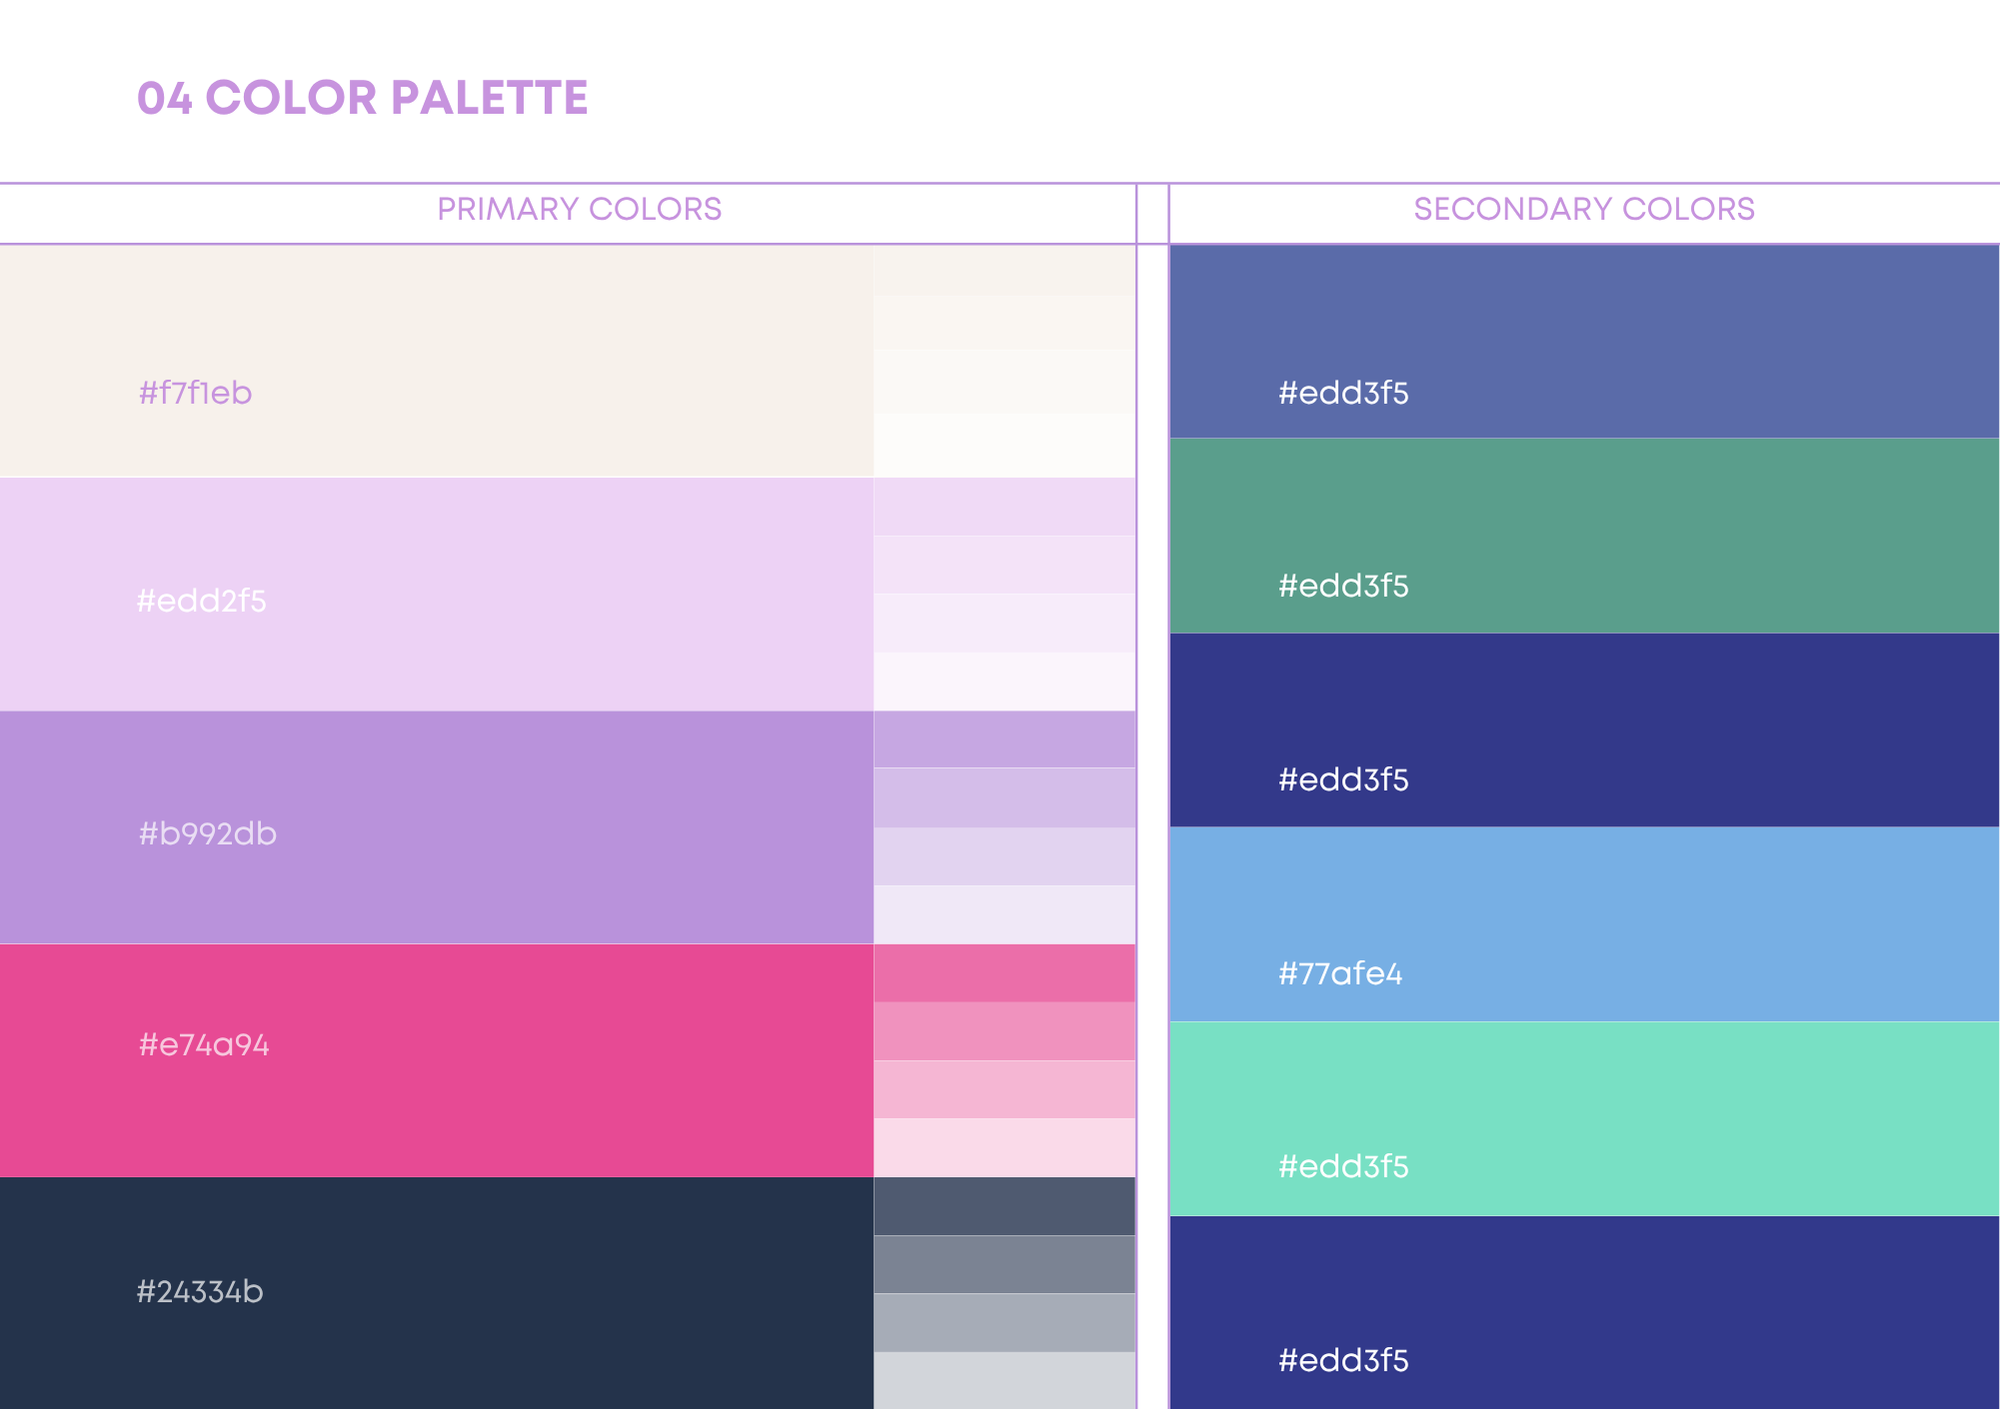 04 COLOR PALETTE
PRIMARY COLORS
#f7f1eb
#edd2f5
#b992db
#e74a94
#24334b
SECONDARY COLORS
#edd3f5
#edd3f5
#edd3f5
#77afe4
#edd3f5
#edd3f5